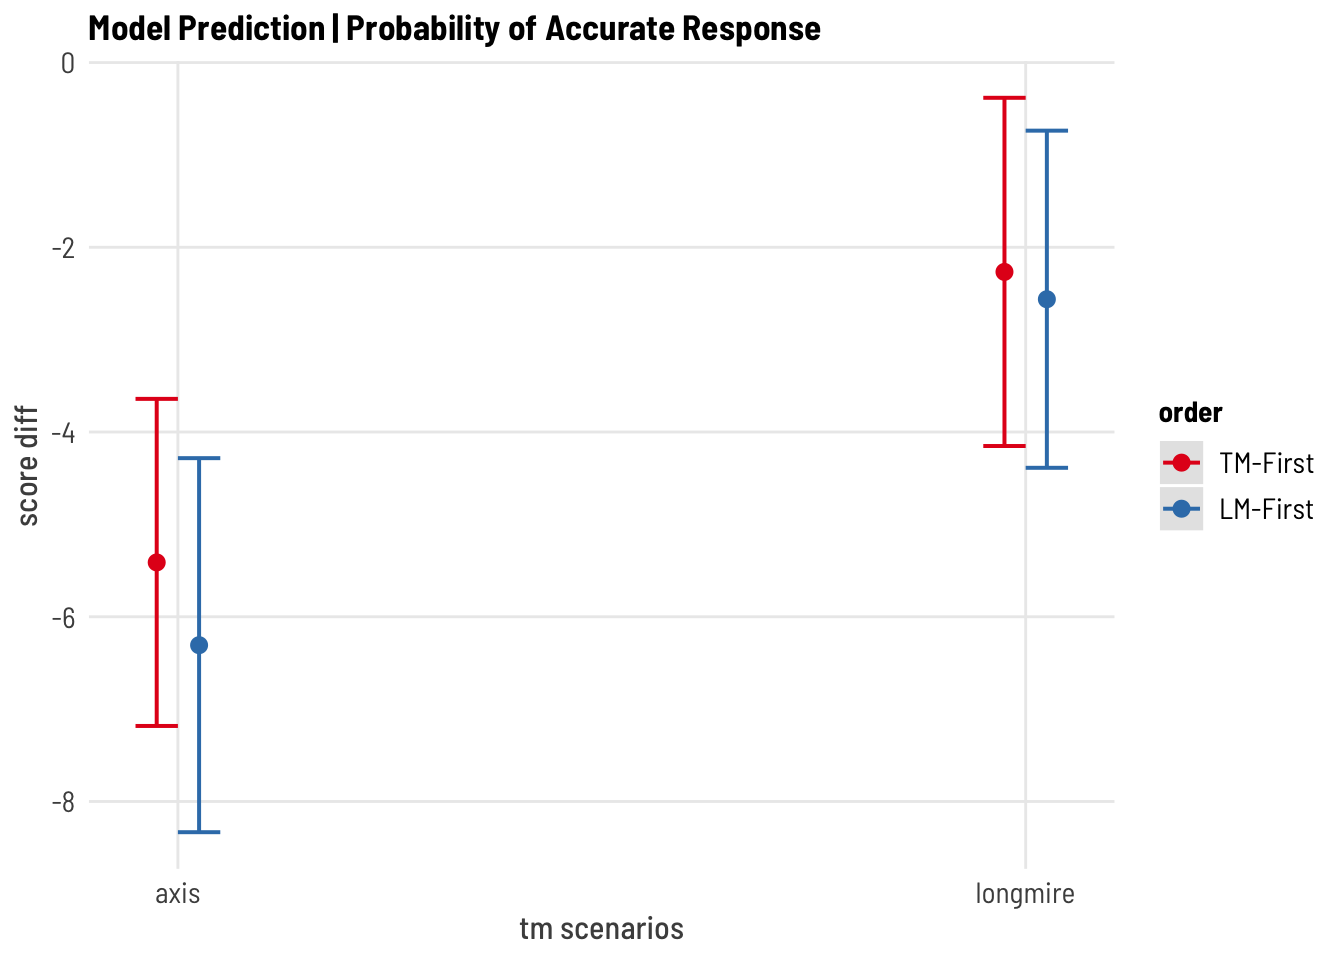 Model Prediction | Probability of Accurate Response
0
-2
-4
-6
-8
score diff
axis
longmire
tm scenarios
order
TM-First
LM-First